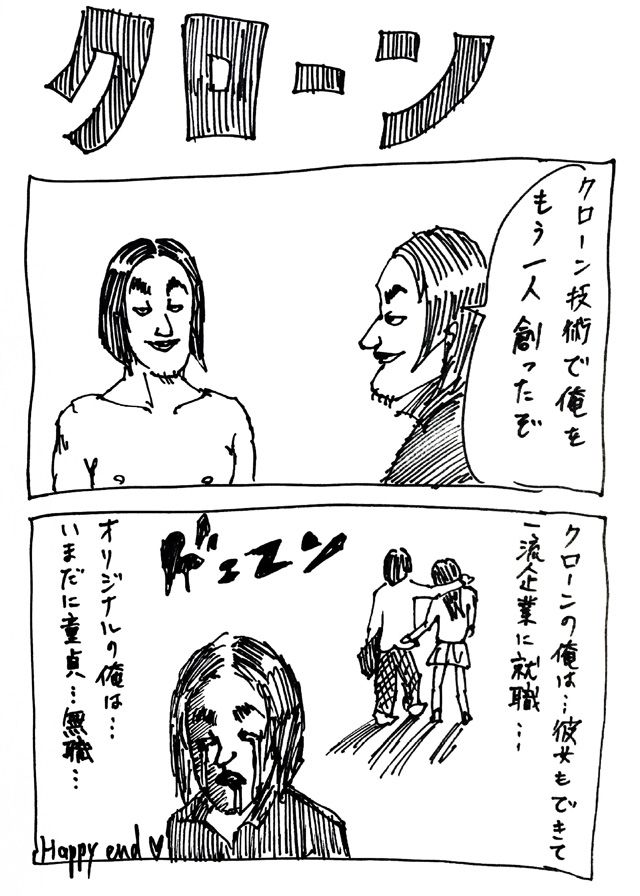 クローン
クローン技術で俺を
もう一人創ったぞ
クローンの俺は…彼女もできて
一流企業に就職…
ドュエン
オリジナルの俺は…
いまだに童貞…無職…
Happy end ♥